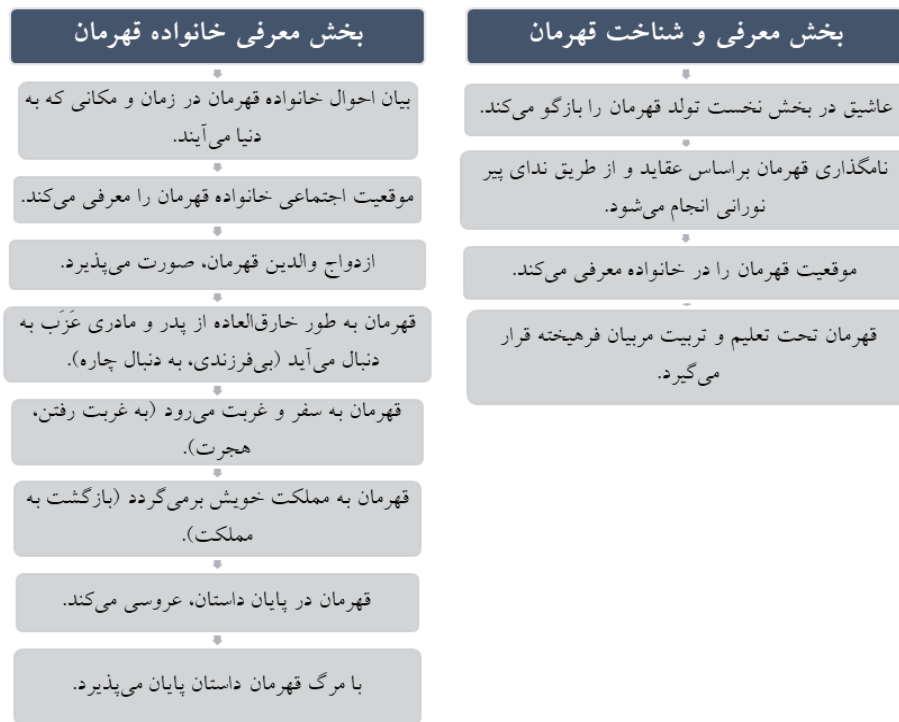 بخش معرفی و شناخت قهرمان
عاشیق در بخش نخست تولد قهرمان را بازگو می‌کند.
نامگذاری قهرمان براساس عقاید و از طریق ندای پیر
نورانی انجام می‌شود.
موقعیت قهرمان را در خانواده معرفی می‌کند.
قهرمان تحت تعلیم و تربیت مربیان فرهیخته قرار
می‌گیرد.
بخش معرفی خانواده قهرمان
بیان احوال خانواده قهرمان در زمان و مکانی که به
دنیا می‌آیند.
موقعیت اجتماعی خانواده قهرمان را معرفی می‌کند.
ازدواج والدین قهرمان، صورت می‌پذیرد.
قهرمان به طور خارق‌العاده از پدر و مادری عَزَب به
دنبال می‌آید (بی‌فرزندی، به دنبال چاره).
قهرمان به سفر و غربت می‌رود (به غربت رفتن،
هجرت).
قهرمان به مملکت خویش برمی‌گردد (بازگشت به
مملکت).
قهرمان در پایان داستان، عروسی می‌کند.
با مرگ قهرمان داستان پایان می‌پذیرد.